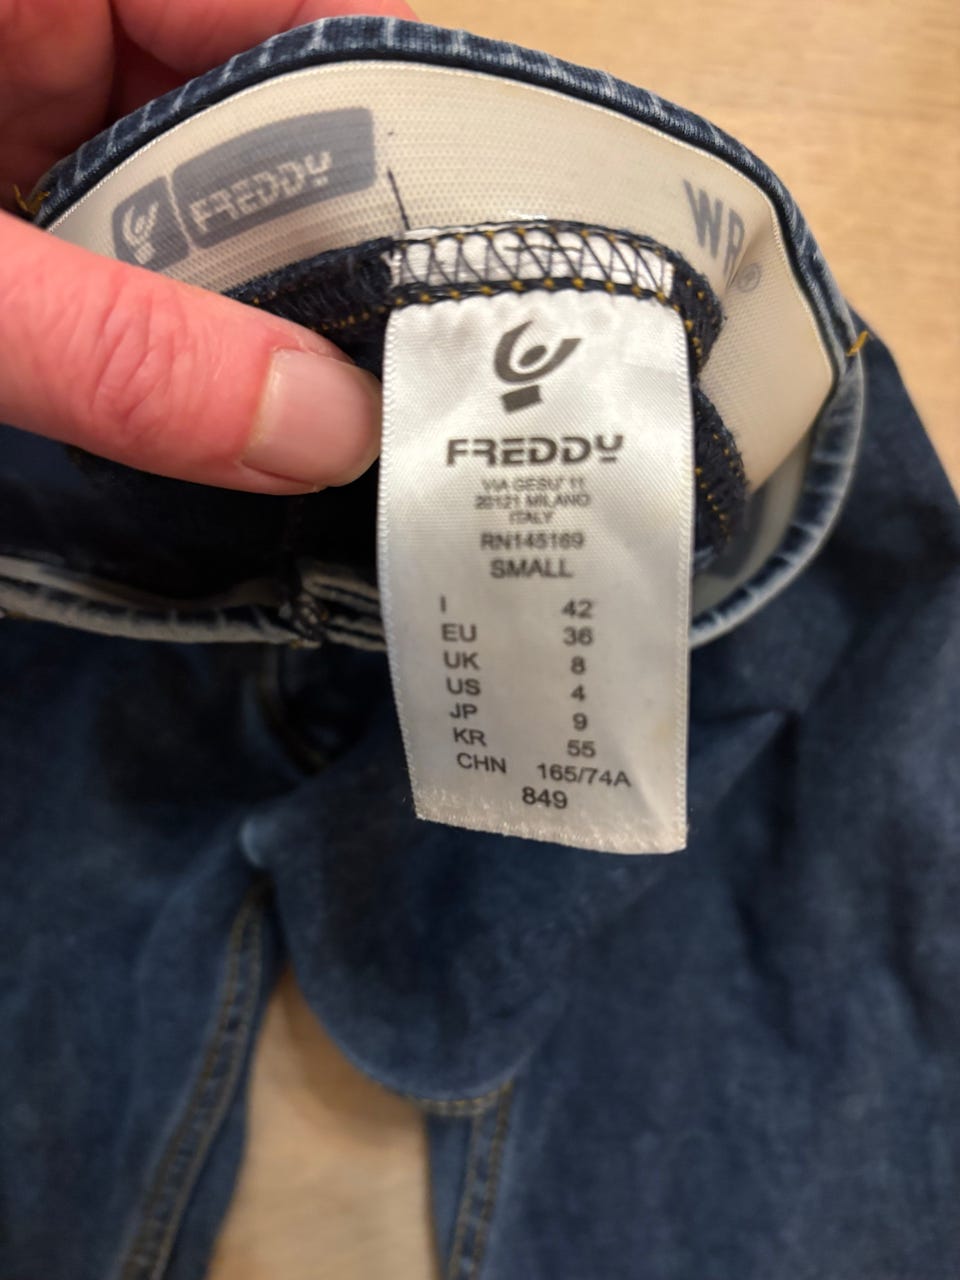 FREDDY
WR®
FREDDY
VIA GESU' 11
20121 MILANO
ITALY
RN145169
SMALL
I 42
EU 36
UK 8
US 4
JP 9
KR 55
CHN 165/74A
849